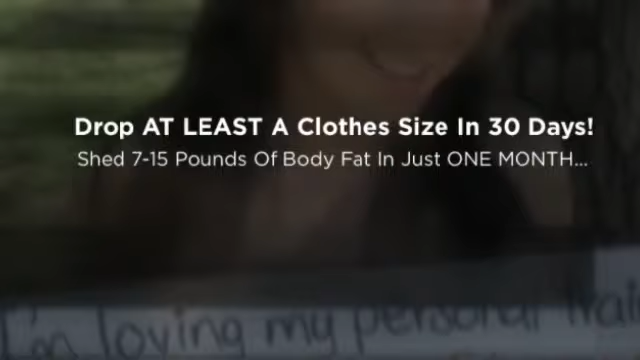 Drop AT LEAST A Clothes Size In 30 Days!
Shed 7-15 Pounds Of Body Fat In Just ONE MONTH...
I'm loving my personal